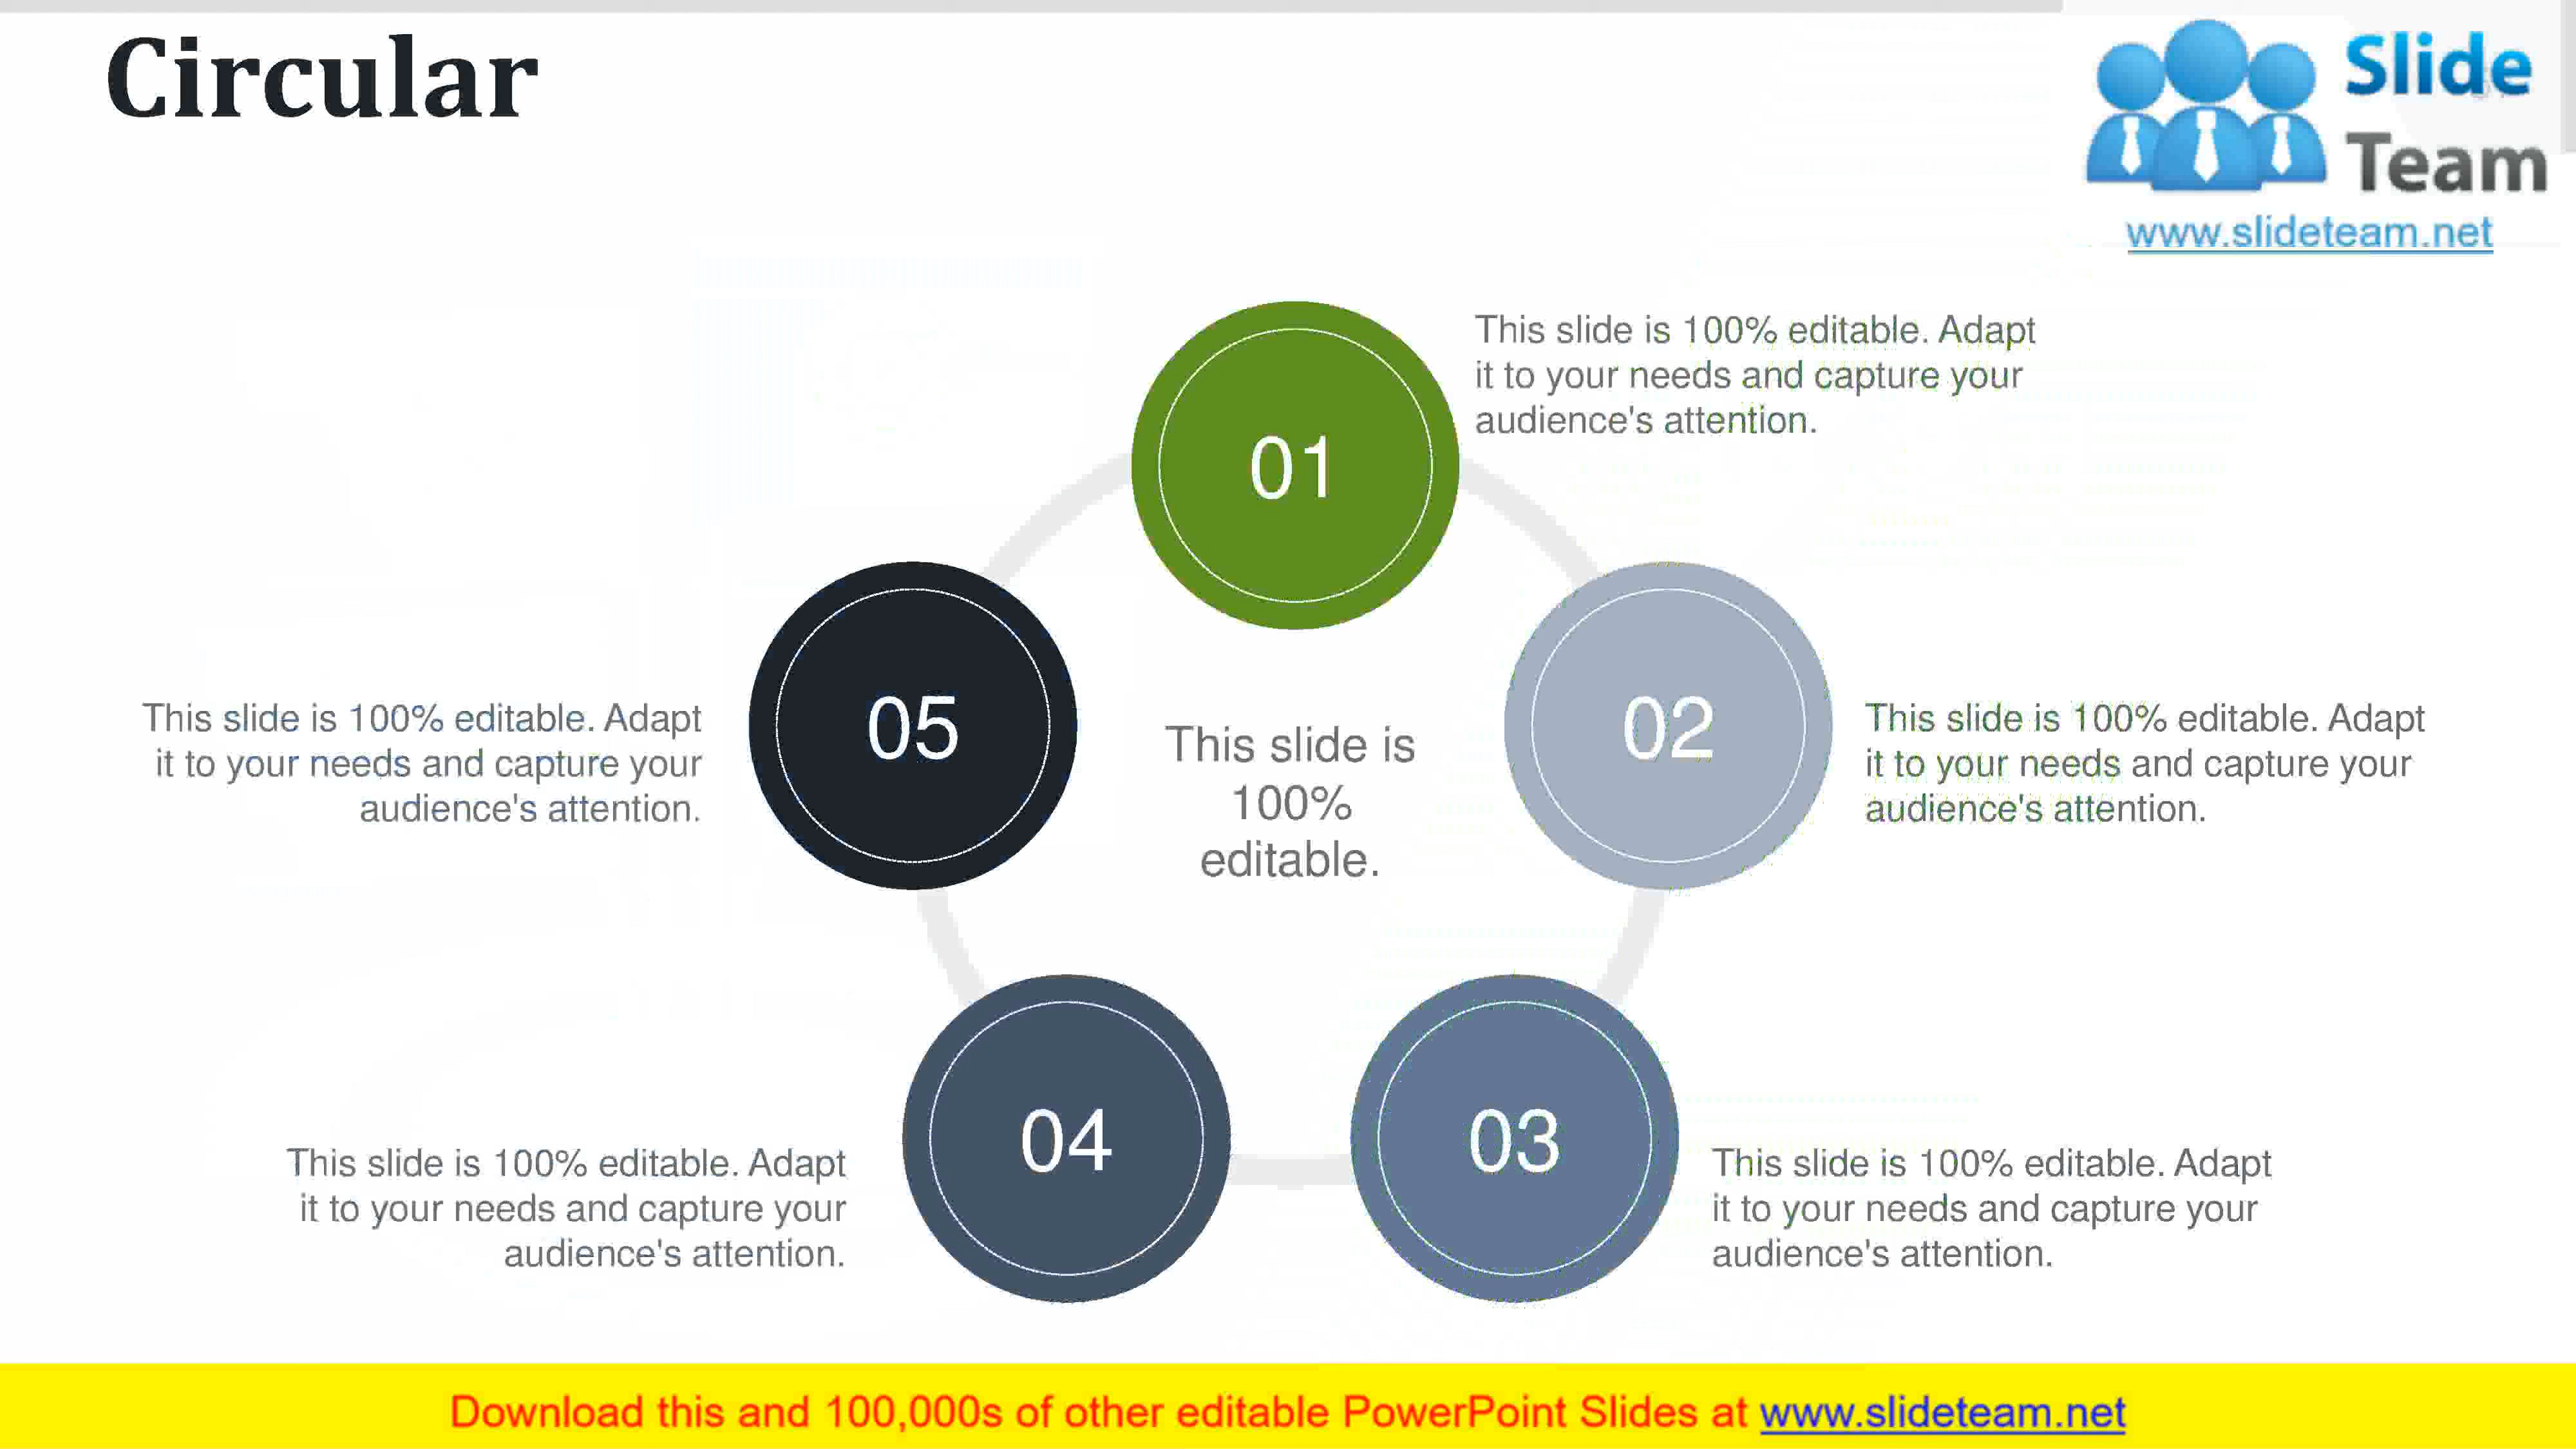 Circular
Slide
Team
www.slideteam.net
01
This slide is 100% editable. Adapt
it to your needs and capture your
audience's attention.
02
This slide is 100% editable. Adapt
it to your needs and capture your
audience's attention.
03
This slide is 100% editable. Adapt
it to your needs and capture your
audience's attention.
04
This slide is 100% editable. Adapt
it to your needs and capture your
audience's attention.
05
This slide is 100% editable. Adapt
it to your needs and capture your
audience's attention.
This slide is
100%
editable.
Download this and 100,000s of other editable PowerPoint Slides at www.slideteam.net